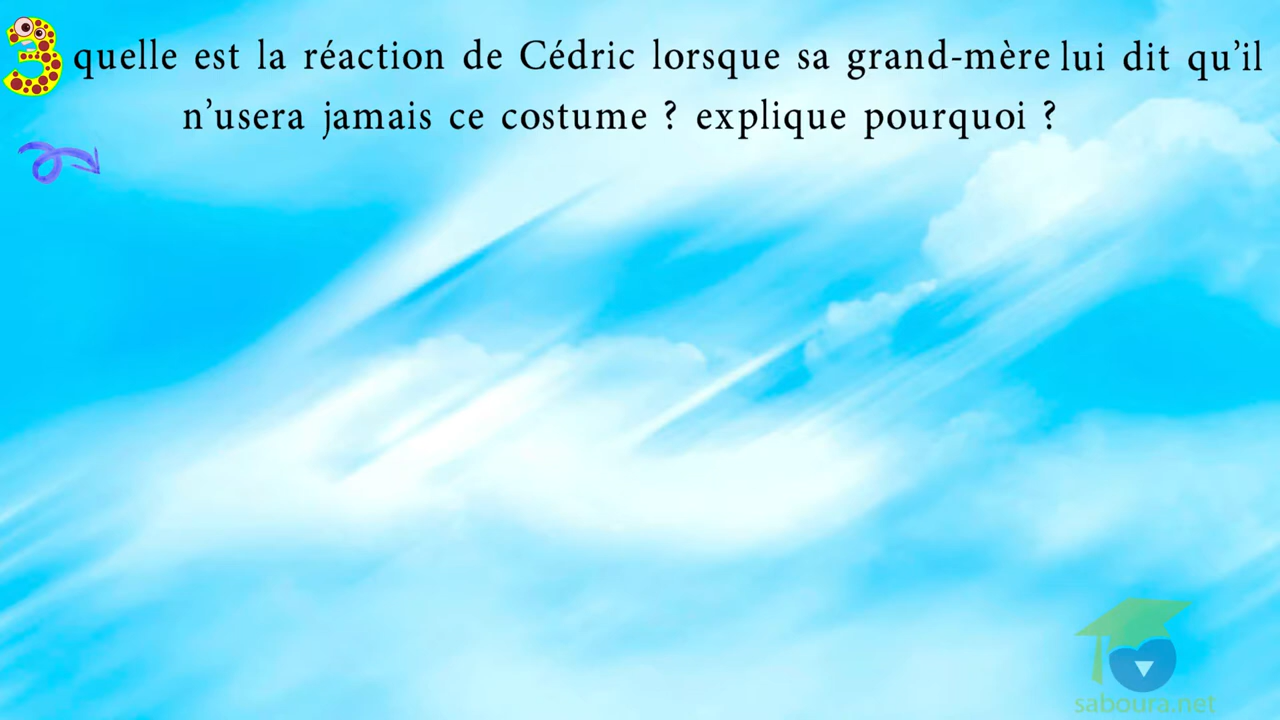 3 quelle est la réaction de Cédric lorsque sa grand-mère lui dit qu'il
n'usera jamais ce costume ? explique pourquoi ?
saboura.net